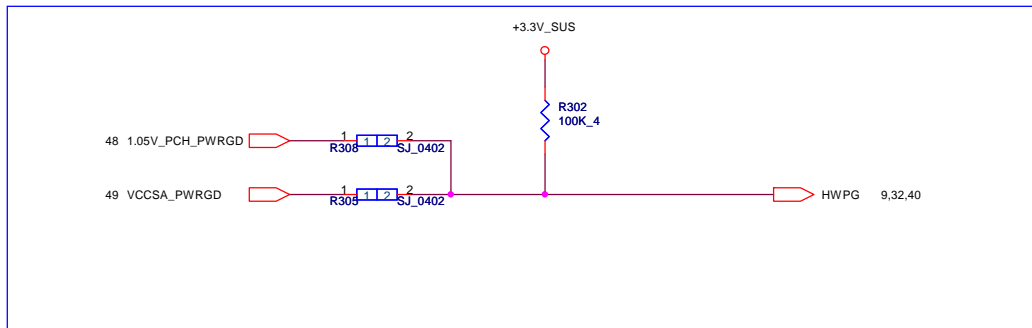 +3.3V_SUS
R302
100K_4
48 1.05V_PCH_PWRGD
1 1 2 2
R308 SJ_0402
49 VCCSA_PWRGD
1 1 2 2
R305 SJ_0402
HWPG 9,32,40